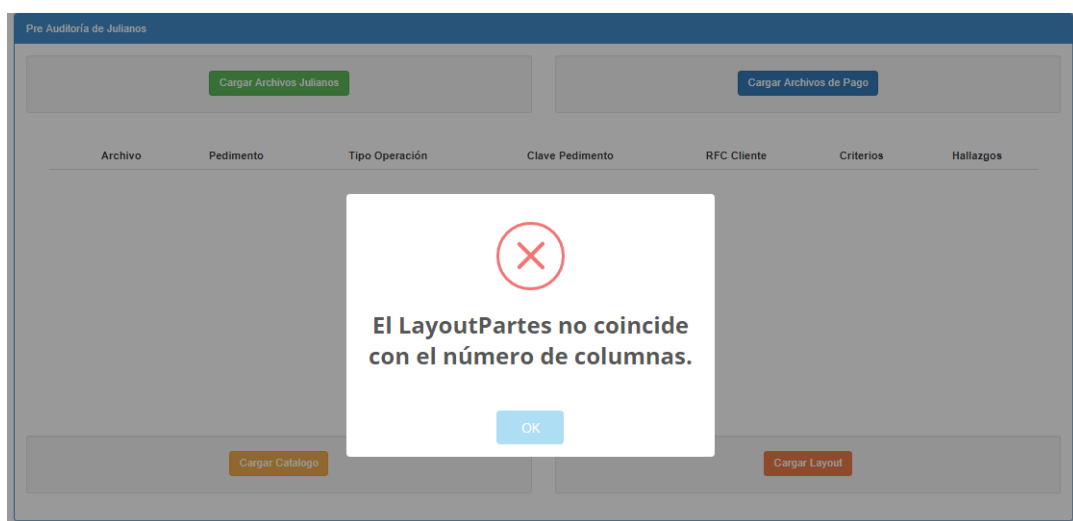 Pre Auditoría de Julianos
Cargar Archivos Julianos
Cargar Archivos de Pago
Archivo Pedimento Tipo Operación Clave Pedimento RFC Cliente Criterios Hallazgos
El LayoutPartes no coincide
con el número de columnas.
OK
Cargar Catalogo
Cargar Layout